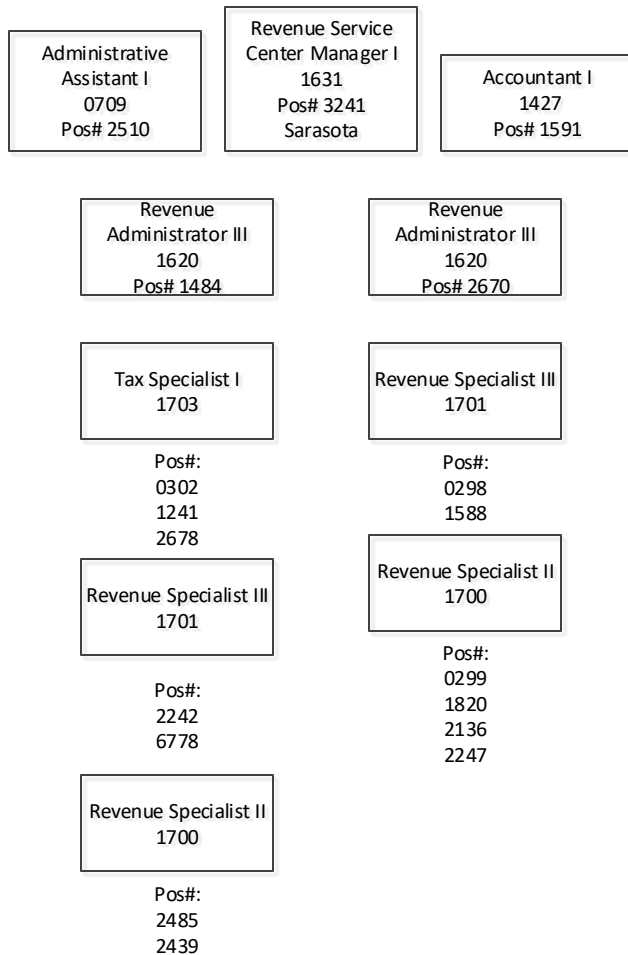 Administrative
Assistant I
0709
Pos# 2510
Revenue Service
Center Manager I
1631
Pos# 3241
Sarasota
Accountant I
1427
Pos# 1591
Revenue
Administrator III
1620
Pos# 1484
Revenue
Administrator III
1620
Pos# 2670
Tax Specialist I
1703
Pos#:
0302
1241
2678
Revenue Specialist III
1701
Pos#:
2242
6778
Revenue Specialist II
1700
Pos#:
2485
2439
Revenue Specialist III
1701
Pos#:
0298
1588
Revenue Specialist II
1700
Pos#:
0299
1820
2136
2247